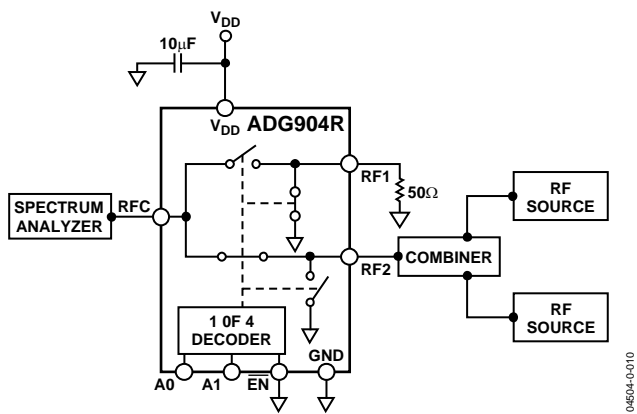 VDD
10μF
VDD
ADG904R
RF1
50Ω
RF
SOURCE
SPECTRUM
ANALYZER
RFC
RF2
COMBINER
RF
SOURCE
1 0F 4
DECODER
GND
A0
A1
EN
04504-0-010